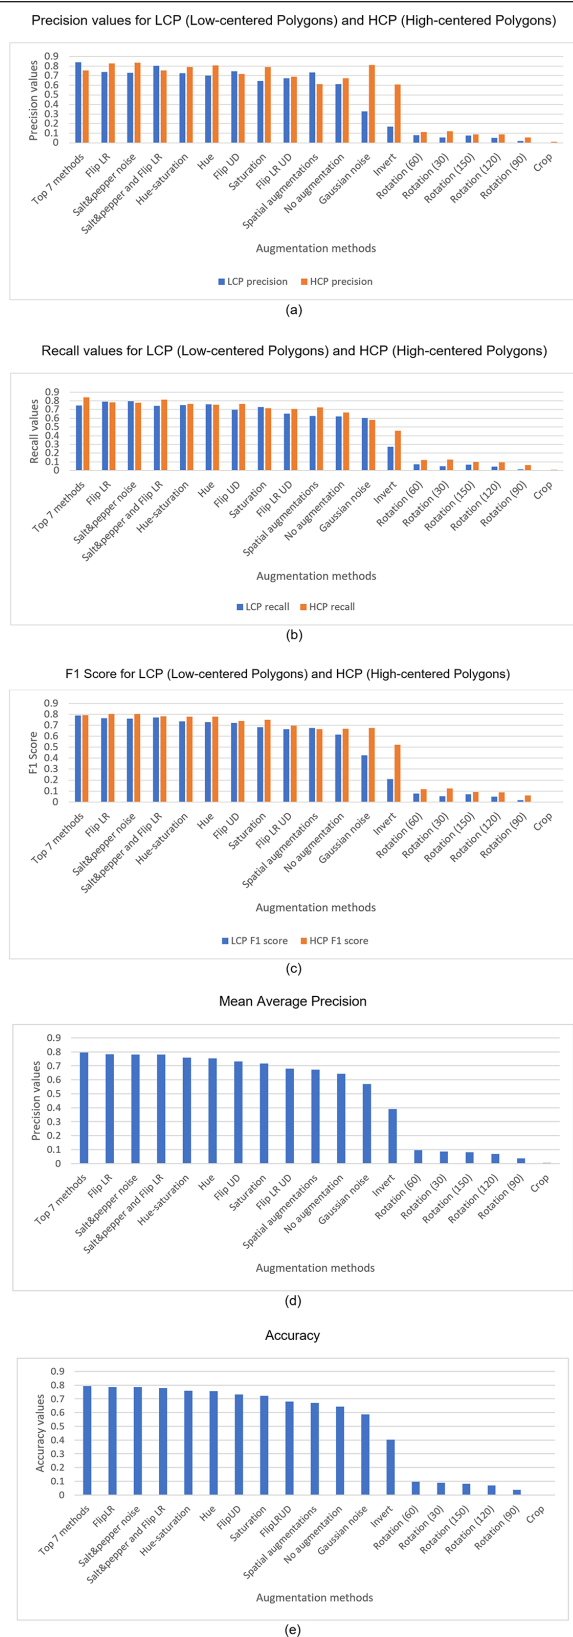 Precision values for LCP (Low-centered Polygons) and HCP (High-centered Polygons)
0.9
0.8
0.7
0.6
0.5
0.4
0.3
0.2
0.1
0
Precision values
Top 7 methods
Flip LR
Salt&pepper noise
Salt&pepper and Flip LR
Hue-saturation
Hue
Flip UD
Saturation
Flip LR UD
Spatial augmentations
No augmentation
Gaussian noise
Invert
Rotation (60)
Rotation (30)
Rotation (150)
Rotation (120)
Rotation (90)
Crop
Augmentation methods
LCP precision HCP precision
(a)
Recall values for LCP (Low-centered Polygons) and HCP (High-centered Polygons)
0.9
0.8
0.7
0.6
0.5
0.4
0.3
0.2
0.1
0
Recall values
Top 7 methods
Flip LR
Salt&pepper noise
Salt&pepper and Flip LR
Hue-saturation
Hue
Flip UD
Saturation
Flip LR UD
Spatial augmentations
No augmentation
Gaussian noise
Invert
Rotation (60)
Rotation (30)
Rotation (150)
Rotation (120)
Rotation (90)
Crop
Augmentation methods
LCP recall HCP recall
(b)
F1 Score for LCP (Low-centered Polygons) and HCP (High-centered Polygons)
0.9
0.8
0.7
0.6
0.5
0.4
0.3
0.2
0.1
0
F1 Score
Top 7 methods
Flip LR
Salt&pepper noise
Salt&pepper and Flip LR
Hue-saturation
Hue
Flip UD
Saturation
Flip LR UD
Spatial augmentations
No augmentation
Gaussian noise
Invert
Rotation (60)
Rotation (30)
Rotation (150)
Rotation (120)
Rotation (90)
Crop
Augmentation methods
LCP F1 score HCP F1 score
(c)
Mean Average Precision
0.9
0.8
0.7
0.6
0.5
0.4
0.3
0.2
0.1
0
Precision values
Top 7 methods
Flip LR
Salt&pepper noise
Salt&pepper and Flip LR
Hue-saturation
Hue
Flip UD
Saturation
Flip LR UD
Spatial augmentations
No augmentation
Gaussian noise
Invert
Rotation (60)
Rotation (30)
Rotation (150)
Rotation (120)
Rotation (90)
Crop
Augmentation methods
(d)
Accuracy
0.9
0.8
0.7
0.6
0.5
0.4
0.3
0.2
0.1
0
Accuracy values
Top 7 methods
FlipLR
Salt&pepper noise
Salt&pepper and Flip LR
Hue-saturation
Hue
FlipUD
Saturation
FlipLRUD
Spatial augmentations
No augmentation
Gaussian noise
Invert
Rotation (60)
Rotation (30)
Rotation (150)
Rotation (120)
Rotation (90)
Crop
Augmentation methods
(e)